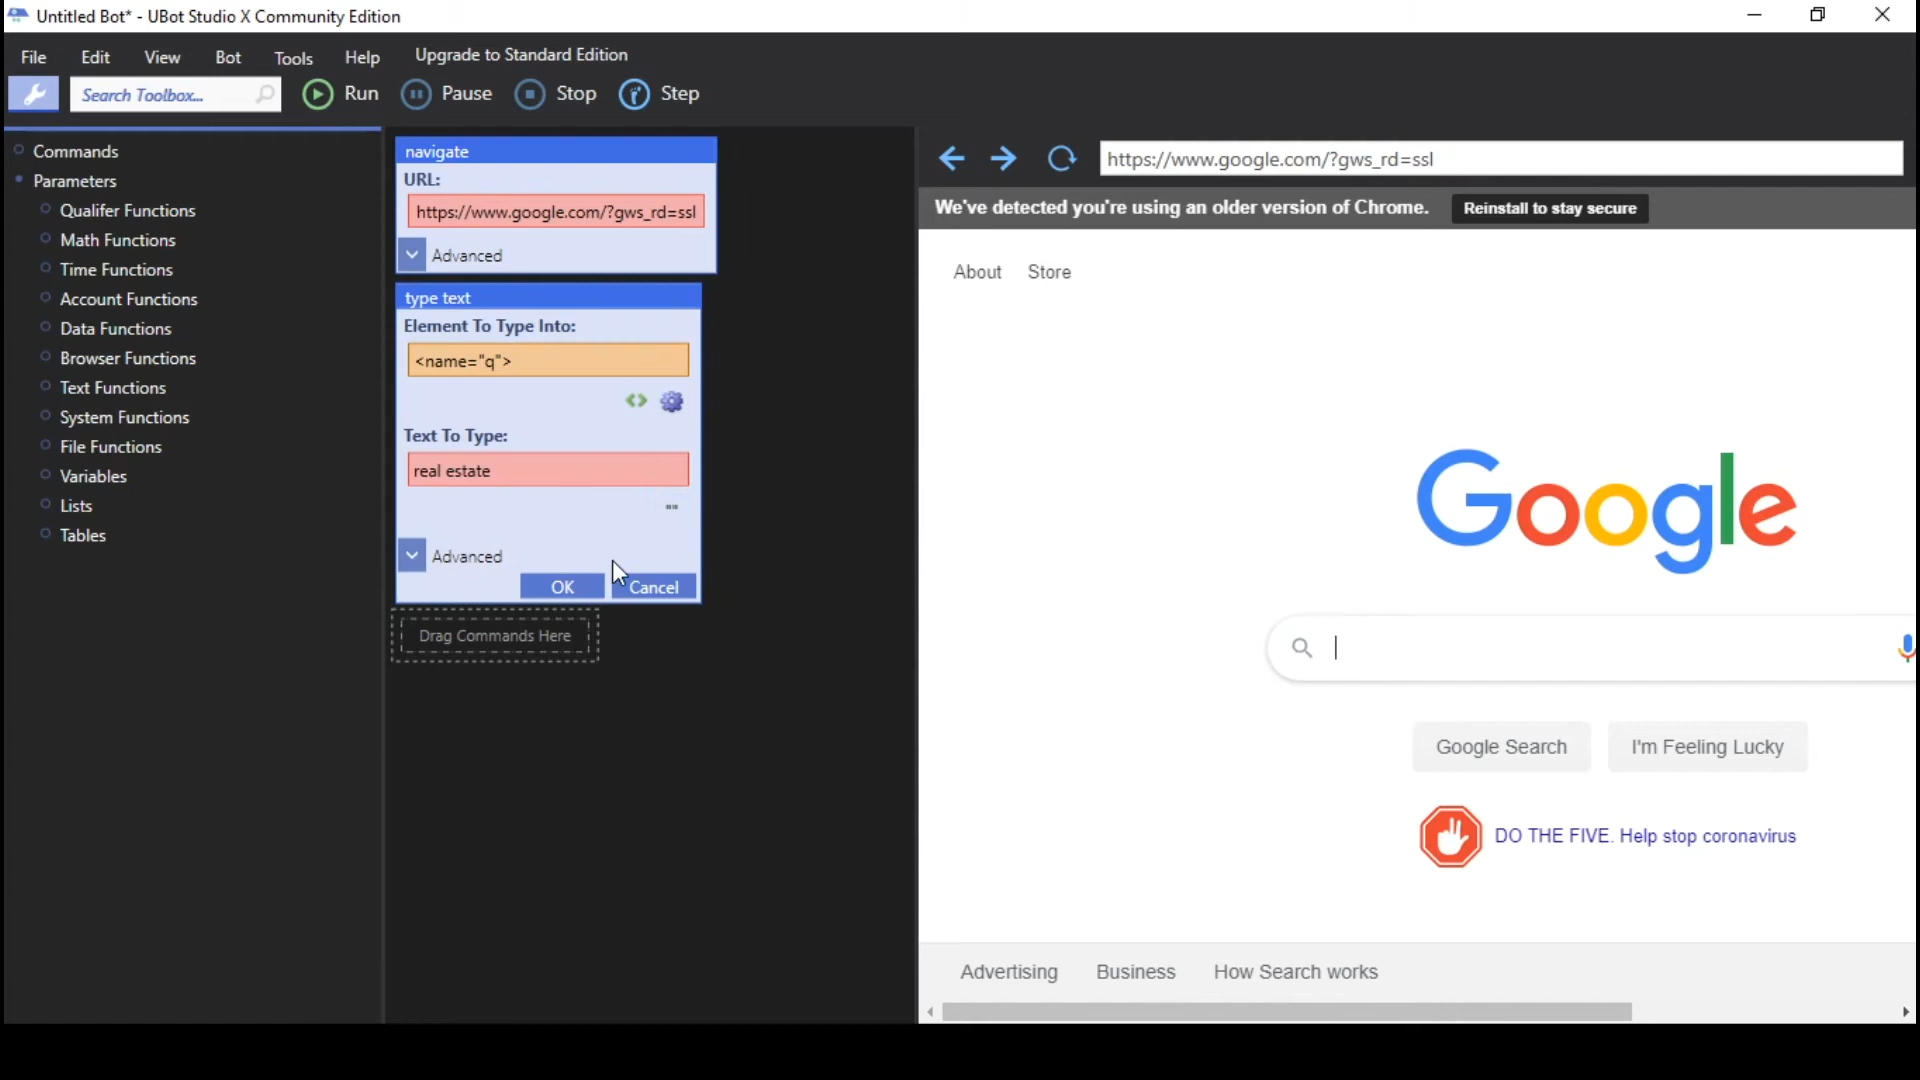 Untitled Bot* - UBot Studio X Community Edition
File Edit View Bot Tools Help Upgrade to Standard Edition
Search Toolbox... Run Pause Stop Step
Commands
Parameters
Qualifer Functions
Math Functions
Time Functions
Account Functions
Data Functions
Browser Functions
Text Functions
System Functions
File Functions
Variables
Lists
Tables
navigate
URL:
https://www.google.com/?gws_rd=ssl
Advanced
type text
Element To Type Into:
<name="q">
Text To Type:
real estate
""
Advanced
OK Cancel
Drag Commands Here
https://www.google.com/?gws_rd=ssl
We've detected you're using an older version of Chrome. Reinstall to stay secure
About Store
Google
Google Search I'm Feeling Lucky
DO THE FIVE. Help stop coronavirus
Advertising Business How Search works